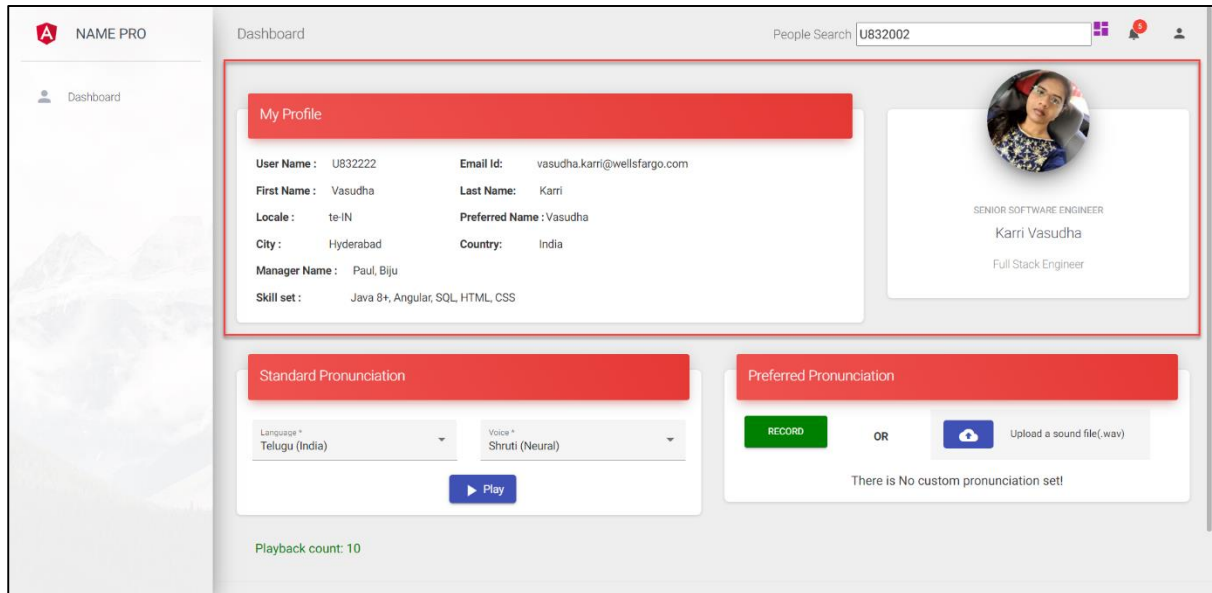 NAME PRO
Dashboard
People Search U832002
5
Dashboard
My Profile
User Name : U832222 Email Id: vasudha.karri@wellsfargo.com
First Name : Vasudha Last Name: Karri
Locale : te-IN Preferred Name : Vasudha
City : Hyderabad Country: India
Manager Name : Paul, Biju
Skill set : Java 8+, Angular, SQL, HTML, CSS
SENIOR SOFTWARE ENGINEER
Karri Vasudha
Full Stack Engineer
Standard Pronunciation
Language *
Telugu (India)
Voice *
Shruti (Neural)
Play
Preferred Pronunciation
RECORD OR Upload a sound file(.wav)
There is No custom pronunciation set!
Playback count: 10